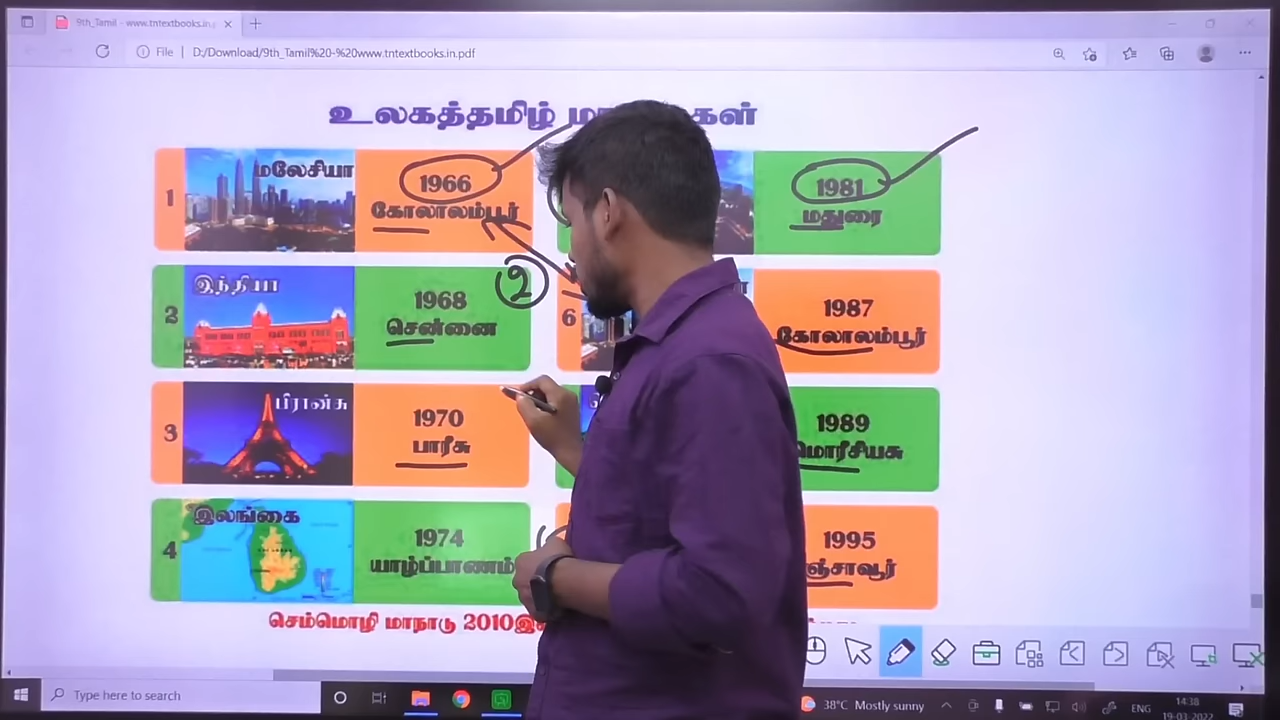 9th_Tamil - www.tntextbooks.in
File | D:/Download/9th_Tamil%20-%20www.tntextbooks.in.pdf
உலகத்தமிழ்
1
மலேசியா
1966
கோலாலம்பூர்
1981
மதுரை
2
இந்தியா
1968
சென்னை
2
6
1987
கோலாலம்பூர்
3
பிரான்சு
1970
பாரீசு
1989
மொரீசியசு
4
இலங்கை
1974
யாழ்ப்பாணம்
1995
செம்மொழி மாநாடு 2010இல்
Type here to search
38°C Mostly sunny
ENG
14:38
19-03-2022